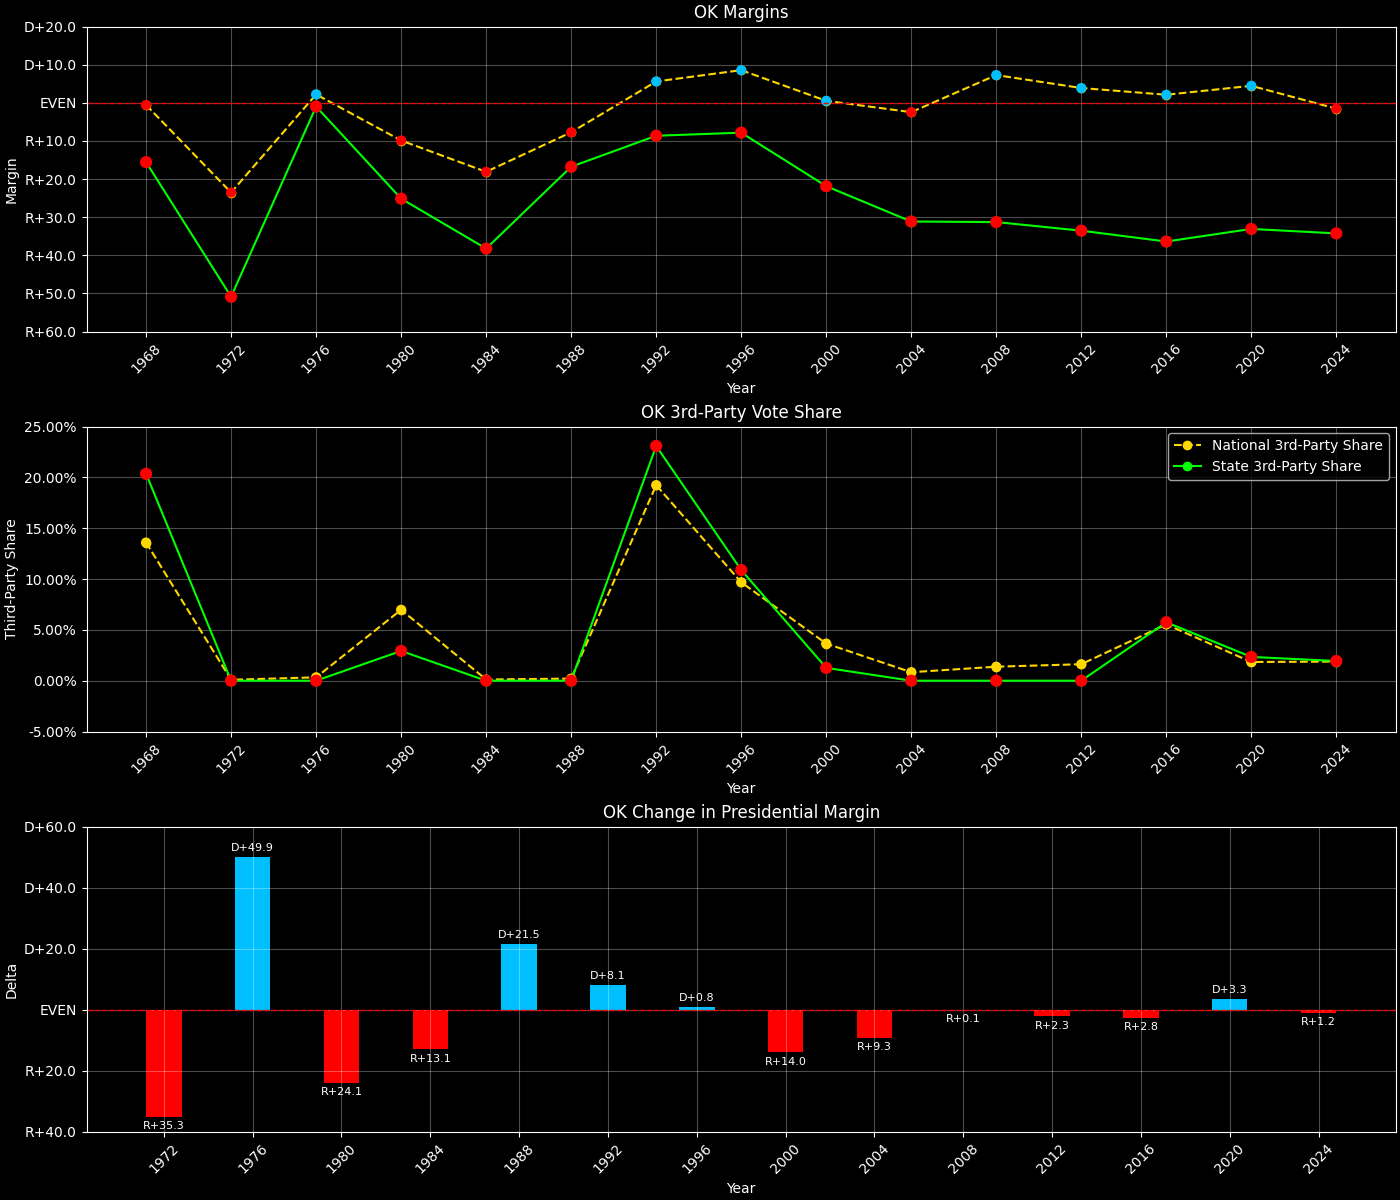 OK Margins
D+20.0
D+10.0
EVEN
R+10.0
R+20.0
R+30.0
R+40.0
R+50.0
R+60.0
Margin
1968 1972 1976 1980 1984 1988 1992 1996 2000 2004 2008 2012 2016 2020 2024
Year
OK 3rd-Party Vote Share
25.00%
20.00%
15.00%
10.00%
5.00%
0.00%
-5.00%
Third-Party Share
National 3rd-Party Share
State 3rd-Party Share
1968 1972 1976 1980 1984 1988 1992 1996 2000 2004 2008 2012 2016 2020 2024
Year
OK Change in Presidential Margin
D+60.0
D+40.0
D+20.0
EVEN
R+20.0
R+40.0
Delta
R+35.3
D+49.9
R+24.1
R+13.1
D+21.5
D+8.1
D+0.8
R+14.0
R+9.3
R+0.1
R+2.3
R+2.8
D+3.3
R+1.2
1972 1976 1980 1984 1988 1992 1996 2000 2004 2008 2012 2016 2020 2024
Year